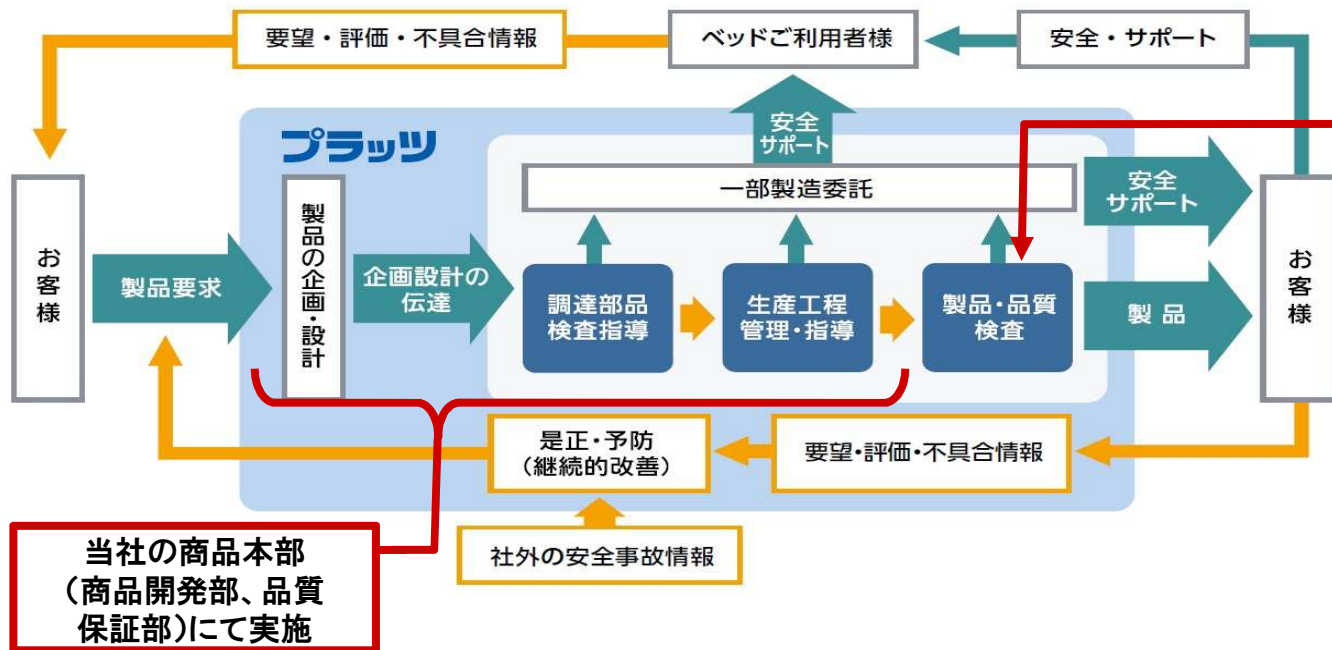 要望・評価・不具合情報
ベッドご利用者様
安全・サポート
プラッツ
安全
サポート
一部製造委託
安全
サポート
お客様
製品要求
製品の企画・設計
企画設計の
伝達
調達部品
検査指導
生産工程
管理・指導
製品・品質
検査
製品
お客様
是正・予防
(継続的改善)
要望・評価・不具合情報
社外の安全事故情報
当社の商品本部
(商品開発部、品質
保証部)にて実施